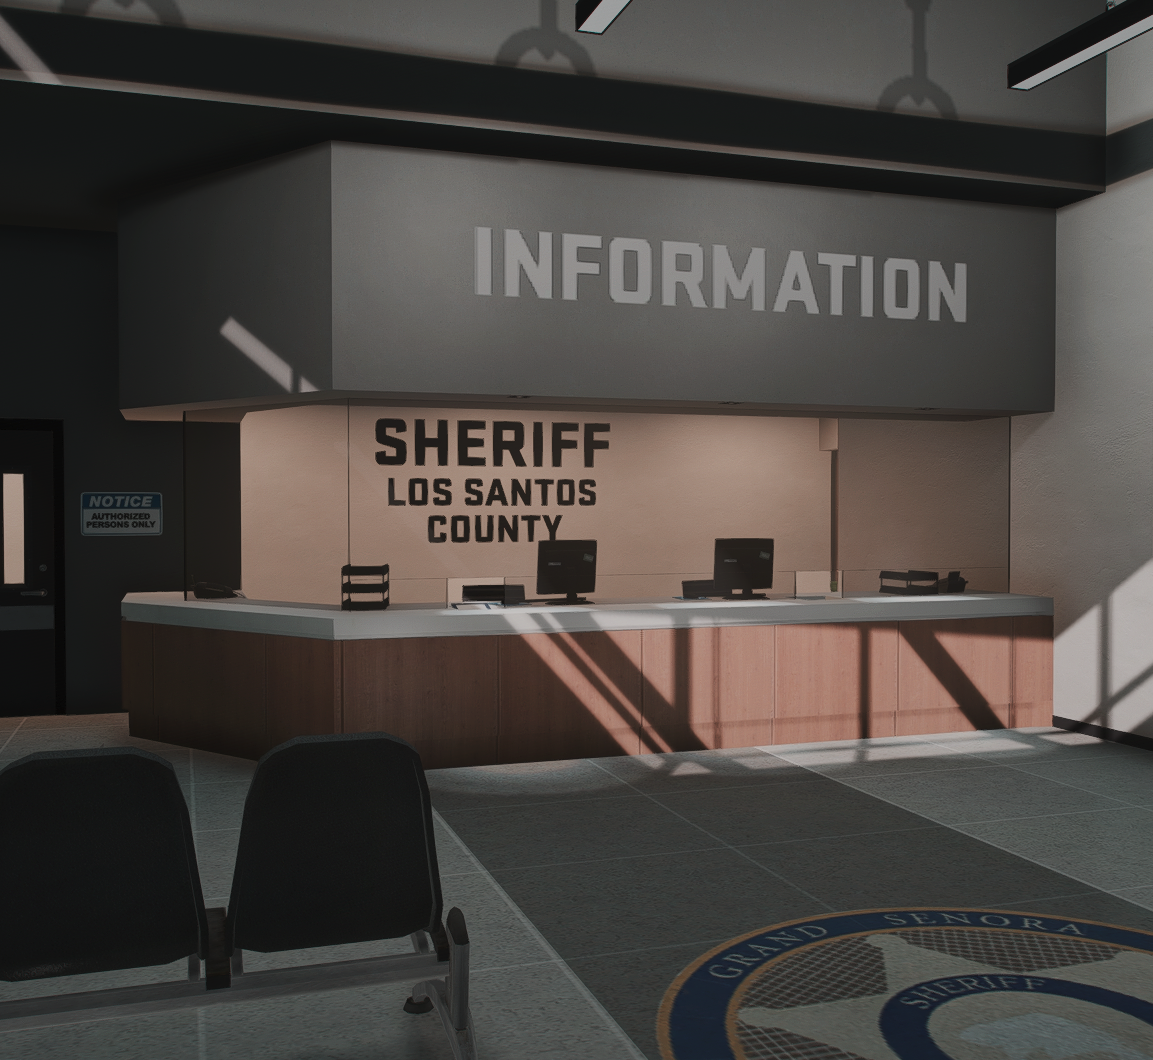 INFORMATION
SHERIFF
LOS SANTOS
COUNTY
NOTICE
AUTHORIZED
PERSONS ONLY
GRAND SENORA
SHERIFF